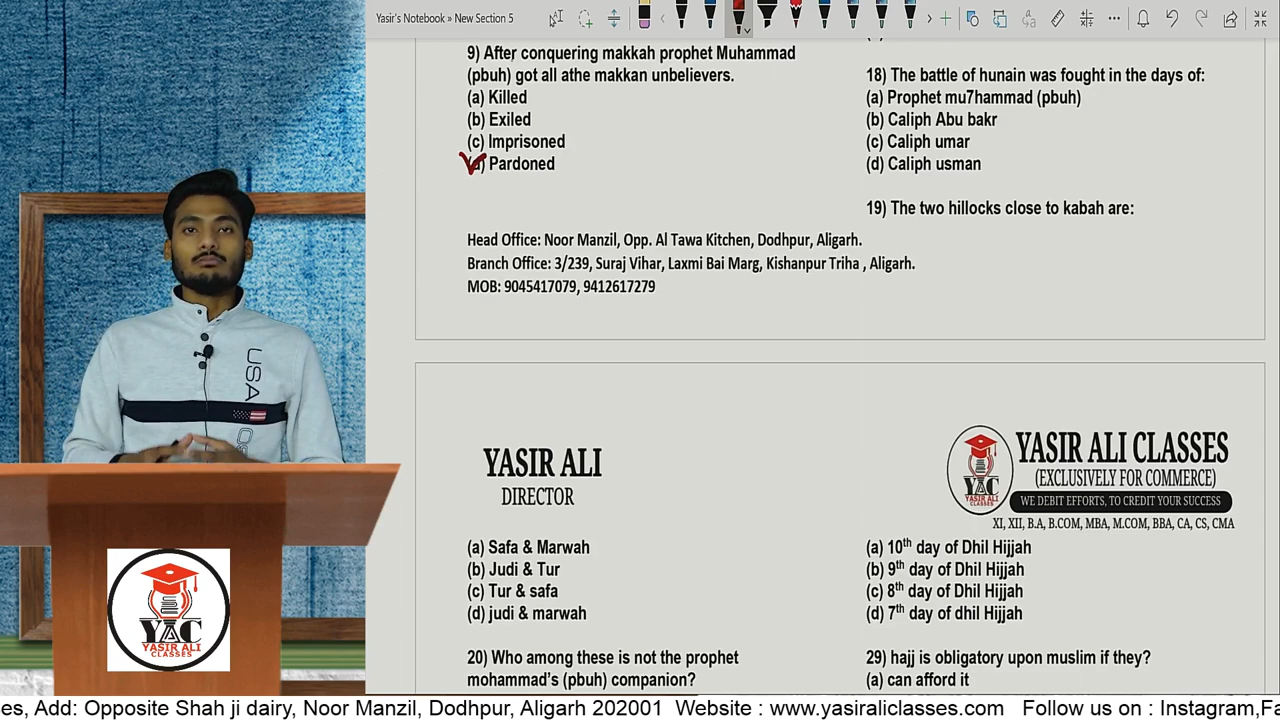 Yasir's Notebook » New Section 5
9) After conquering makkah prophet Muhammad
(pbuh) got all athe makkan unbelievers.
(a) Killed
(b) Exiled
(c) Imprisoned
(d) Pardoned
18) The battle of hunain was fought in the days of:
(a) Prophet mu7hammad (pbuh)
(b) Caliph Abu bakr
(c) Caliph umar
(d) Caliph usman
19) The two hillocks close to kabah are:
Head Office: Noor Manzil, Opp. Al Tawa Kitchen, Dodhpur, Aligarh.
Branch Office: 3/239, Suraj Vihar, Laxmi Bai Marg, Kishanpur Triha , Aligarh.
MOB: 9045417079, 9412617279
YASIR ALI
DIRECTOR
YAC
YASIR ALI
CLASSES
YASIR ALI CLASSES
(EXCLUSIVELY FOR COMMERCE)
WE DEBIT EFFORTS, TO CREDIT YOUR SUCCESS
XI, XII, B.A, B.COM, MBA, M.COM, BBA, CA, CS, CMA
(a) Safa & Marwah
(b) Judi & Tur
(c) Tur & safa
(d) judi & marwah
20) Who among these is not the prophet
mohammad's (pbuh) companion?
(a) 10th day of Dhil Hijjah
(b) 9th day of Dhil Hijjah
(c) 8th day of Dhil Hijjah
(d) 7th day of dhil Hijjah
29) hajj is obligatory upon muslim if they?
(a) can afford it
USA
YAC
YASIR ALI
CLASSES
es, Add: Opposite Shah ji dairy, Noor Manzil, Dodhpur, Aligarh 202001 Website : www.yasiraliclasses.com Follow us on : Instagram,Fa